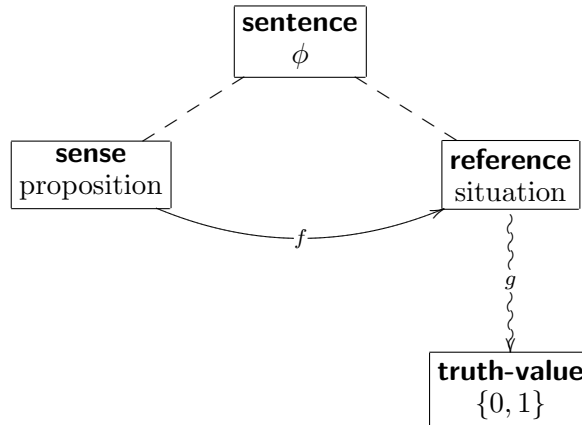 sentence
ϕ
sense
proposition
reference
situation
f
g
truth-value
{0, 1}